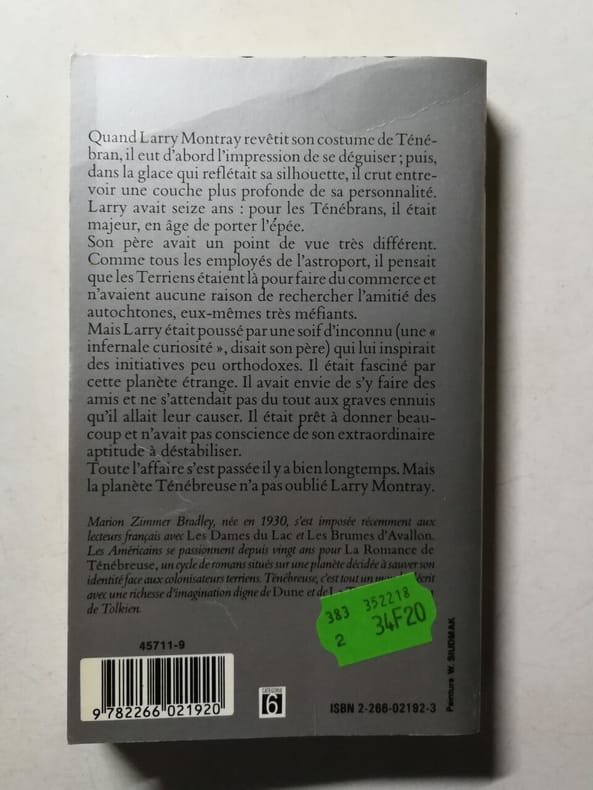 Quand Larry Montray revêtit son costume de Téné-
bran, il eut d'abord l'impression de se déguiser ; puis,
dans la glace qui reflétait sa silhouette, il crut entre-
voir une couche plus profonde de sa personnalité.
Larry avait seize ans : pour les Ténébrans, il était
majeur, en âge de porter l'épée.
Son père avait un point de vue très différent.
Comme tous les employés de l'astroport, il pensait
que les Terriens étaient là pour faire du commerce et
n'avaient aucune raison de rechercher l'amitié des
autochtones, eux-mêmes très méfiants.
Mais Larry était poussé par une soif d'inconnu (une «
infernale curiosité », disait son père) qui lui inspirait
des initiatives peu orthodoxes. Il était fasciné par
cette planète étrange. Il avait envie de s'y faire des
amis et ne s'attendait pas du tout aux graves ennuis
qu'il allait leur causer. Il était prêt à donner beau-
coup et n'avait pas conscience de son extraordinaire
aptitude à déstabiliser.
Toute l'affaire s'est passée il y a bien longtemps. Mais
la planète Ténébreuse n'a pas oublié Larry Montray.
Marion Zimmer Bradley, née en 1930, s'est imposée récemment aux
lecteurs français avec Les Dames du Lac et Les Brumes d'Avallon.
Les Américains se passionnent depuis vingt ans pour La Romance de
Ténébreuse, un cycle de romans situés sur une planète décidée à sauver son
identité face aux colonisateurs terriens. Ténébreuse, c'est tout un
avec une richesse d'imagination digne de Dune et de
de Tolkien.
383 352218
2 34F20
45711-9
9 782266 021920
CATÉGORIE
6
ISBN 2-266-02192-3
Peinture W. SIUDMAK